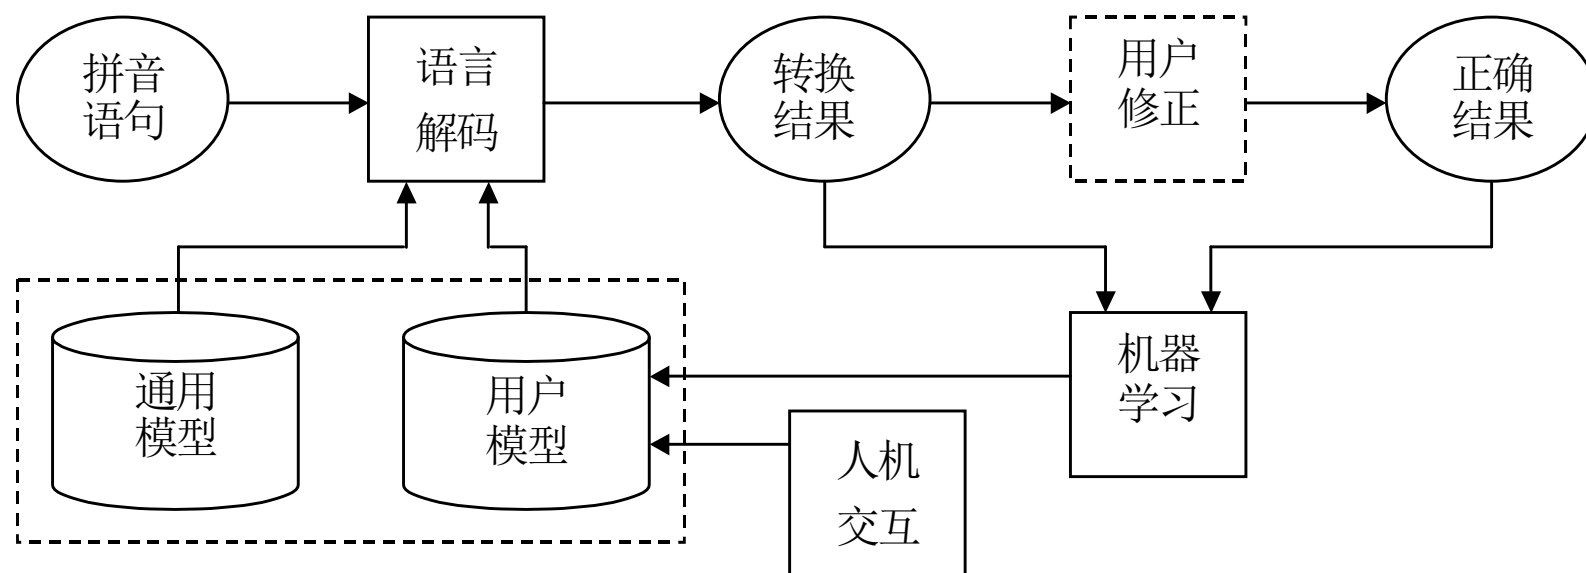 拼音
语句
语言
解码
转换
结果
用户
修正
正确
结果
通用
模型
用户
模型
机器
学习
人机
交互